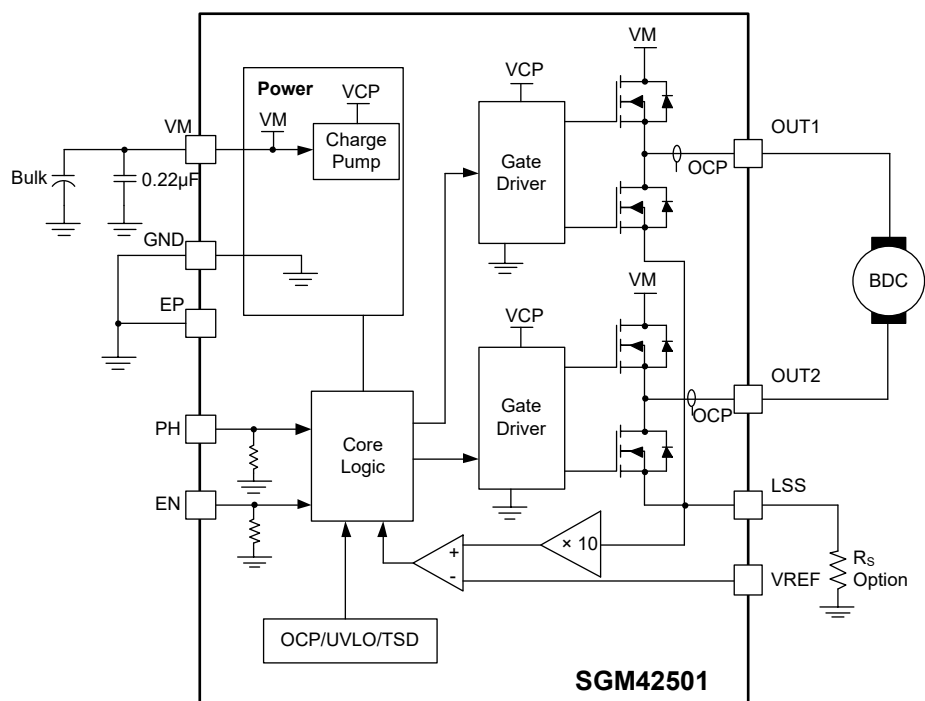 VM
Power
VCP
VM
Charge
Pump
VCP
Gate
Driver
OCP
OUT1
VM
Bulk
0.22µF
GND
EP
BDC
VM
VCP
Gate
Driver
OCP
OUT2
PH
EN
Core
Logic
LSS
× 10
+
-
VREF
RS
Option
OCP/UVLO/TSD
SGM42501